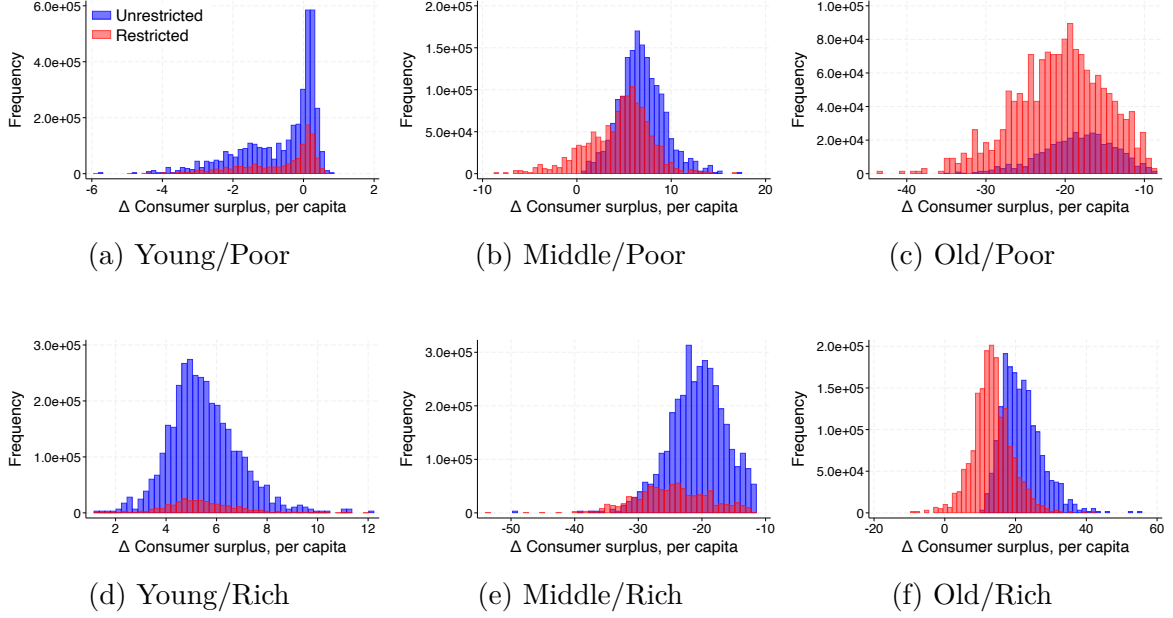 6.0e+05
4.0e+05
2.0e+05
0
Frequency
Unrestricted
Restricted
-6
-4
-2
0
2
Δ Consumer surplus, per capita
(a) Young/Poor
2.0e+05
1.5e+05
1.0e+05
5.0e+04
0
Frequency
-10
0
10
20
Δ Consumer surplus, per capita
(b) Middle/Poor
1.0e+05
8.0e+04
6.0e+04
4.0e+04
2.0e+04
0
Frequency
-40
-30
-20
-10
Δ Consumer surplus, per capita
(c) Old/Poor
3.0e+05
2.0e+05
1.0e+05
0
Frequency
2
4
6
8
10
12
Δ Consumer surplus, per capita
(d) Young/Rich
3.0e+05
2.0e+05
1.0e+05
0
Frequency
-50
-40
-30
-20
-10
Δ Consumer surplus, per capita
(e) Middle/Rich
2.0e+05
1.5e+05
1.0e+05
5.0e+04
0
Frequency
-20
0
20
40
60
Δ Consumer surplus, per capita
(f) Old/Rich